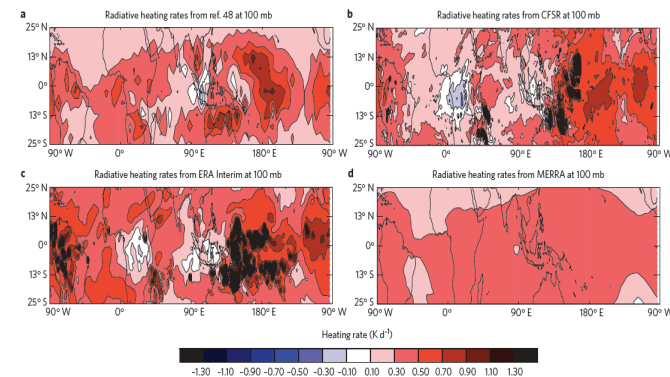 a
Radiative heating rates from ref. 48 at 100 mb
25° N
13° N
0°
13° S
25° S
90° W 0° 90° E 180° E 90° W
b
Radiative heating rates from CFSR at 100 mb
25° N
13° N
0°
13° S
25° S
90° W 0° 90° E 180° E 90° W
c
Radiative heating rates from ERA Interim at 100 mb
25° N
13° N
0°
13° S
25° S
90° W 0° 90° E 180° E 90° W
d
Radiative heating rates from MERRA at 100 mb
25° N
13° N
0°
13° S
25° S
90° W 0° 90° E 180° E 90° W
Heating rate (K d⁻¹)
-1.30 -1.10 -0.90 -0.70 -0.50 -0.30 -0.10 0.10 0.30 0.50 0.70 0.90 1.10 1.30